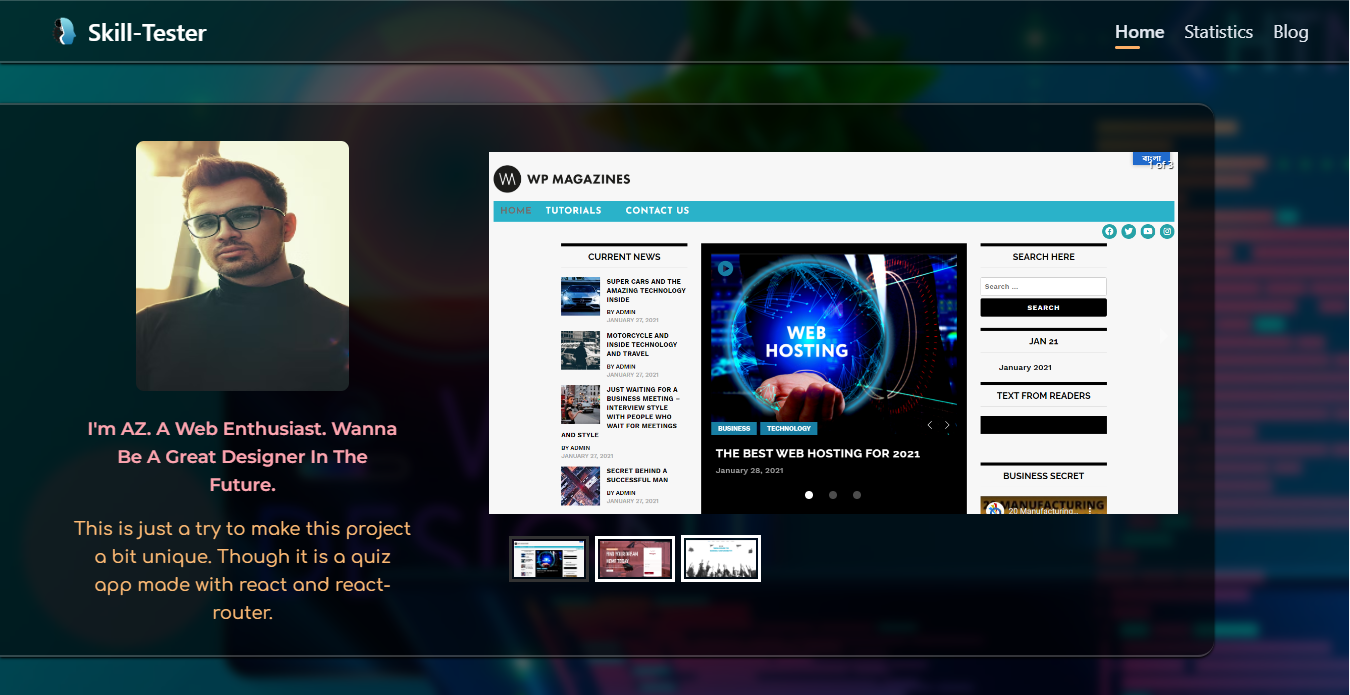 Skill-Tester
Home Statistics Blog
I'm AZ. A Web Enthusiast. Wanna
Be A Great Designer In The
Future.
This is just a try to make this project
a bit unique. Though it is a quiz
app made with react and react-
router.
বাংলা
1 of 3
WP MAGAZINES
HOME TUTORIALS CONTACT US
CURRENT NEWS
SUPER CARS AND THE
AMAZING TECHNOLOGY
INSIDE
BY ADMIN
JANUARY 27, 2021
MOTORCYCLE AND
INSIDE TECHNOLOGY
AND TRAVEL
BY ADMIN
JANUARY 27, 2021
JUST WAITING FOR A
BUSINESS MEETING –
INTERVIEW STYLE
WITH PEOPLE WHO
WAIT FOR MEETINGS
AND STYLE
BY ADMIN
JANUARY 27, 2021
SECRET BEHIND A
SUCCESSFUL MAN
BY ADMIN
JANUARY 27, 2021
WEB
HOSTING
BUSINESS TECHNOLOGY
THE BEST WEB HOSTING FOR 2021
January 28, 2021
SEARCH HERE
Search ...
SEARCH
JAN 21
January 2021
TEXT FROM READERS
BUSINESS SECRET
20 MANUFACTURING
20 Manufacturing